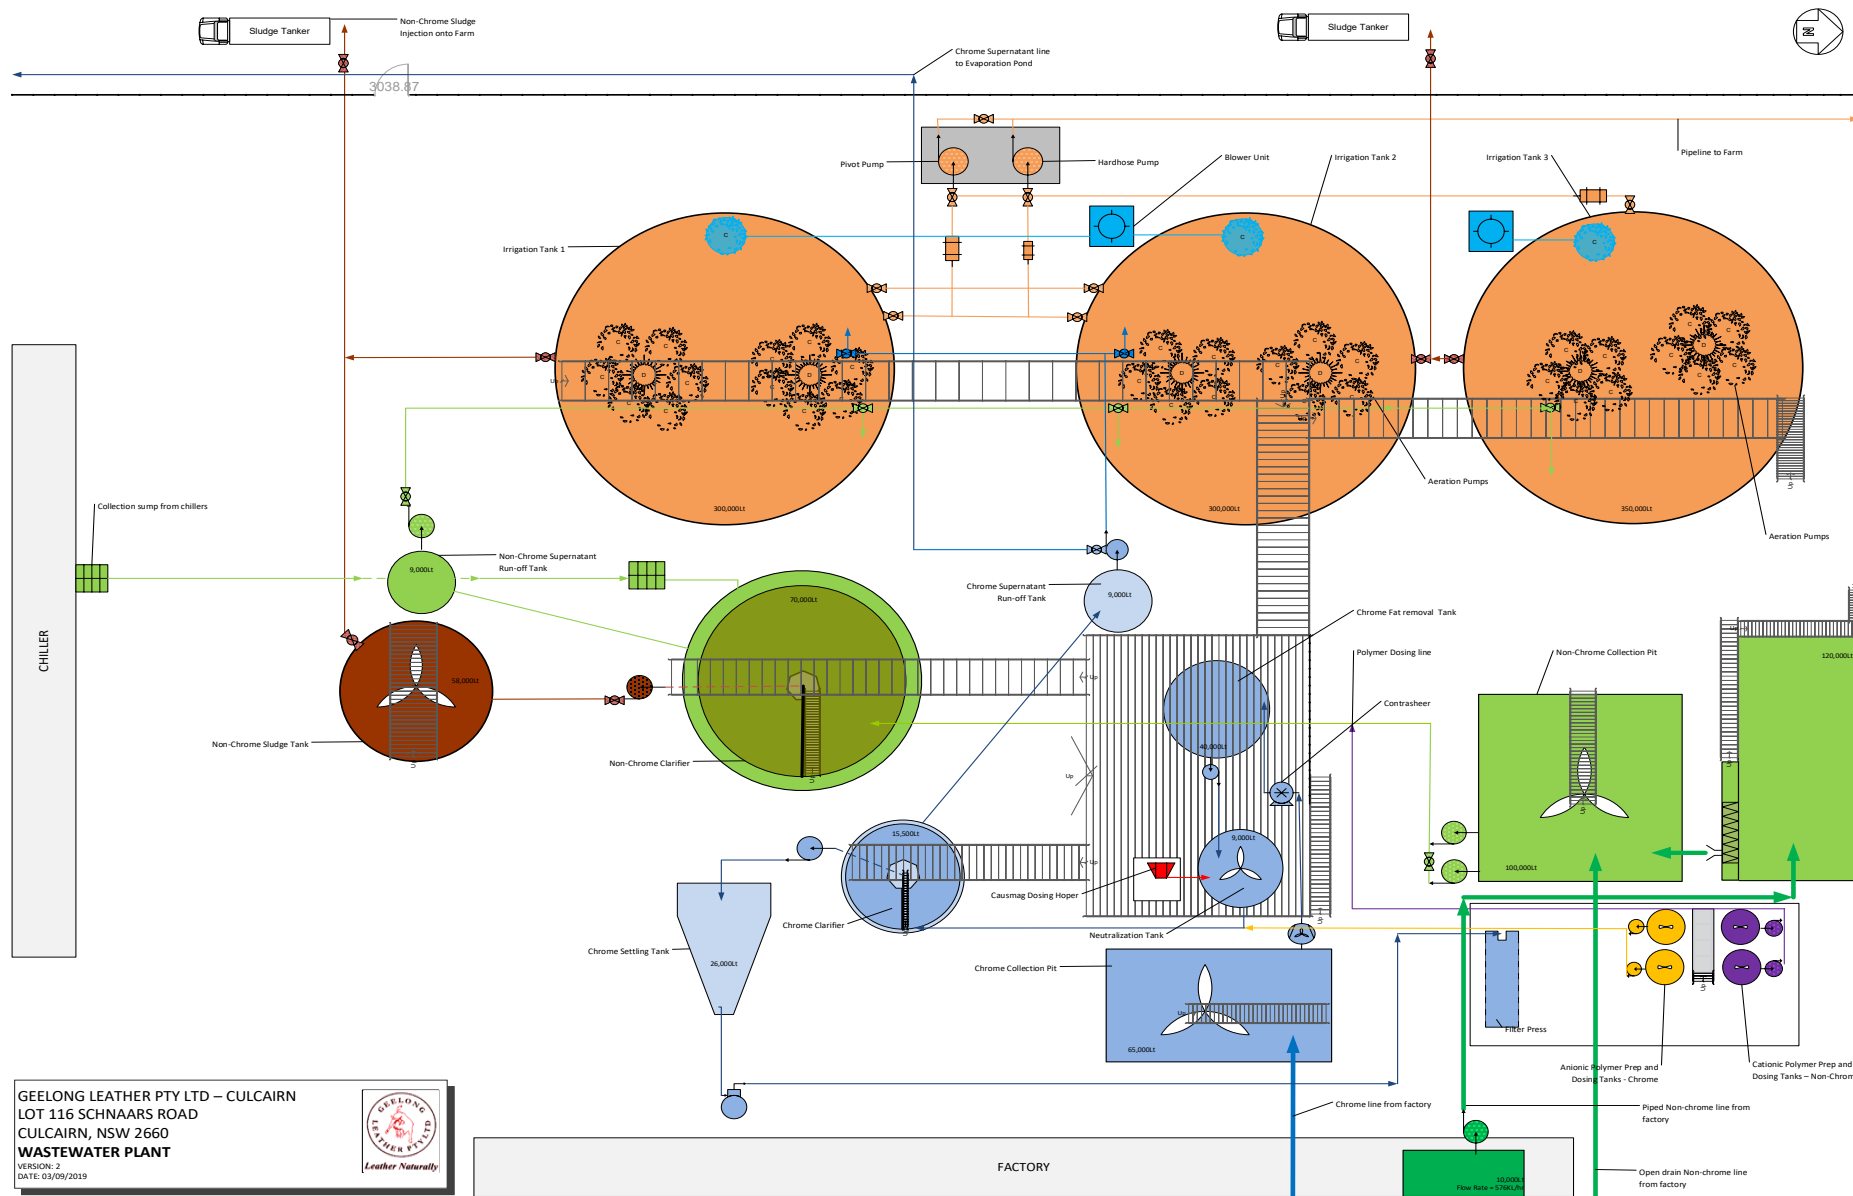 Sludge Tanker
Non-Chrome Sludge
Injection onto Farm
Chrome Supernatant line
to Evaporation Pond
Sludge Tanker
N
3038.87
Pivot Pump
Hardhose Pump
Blower Unit
Irrigation Tank 2
Irrigation Tank 3
Pipeline to Farm
Irrigation Tank 1
Up
Aeration Pumps
Aeration Pumps
300,000Lt
300,000Lt
350,000Lt
Collection sump from chillers
Non-Chrome Supernatant
Run-off Tank
9,000Lt
Chrome Supernatant
Run-off Tank
9,000Lt
70,000Lt
Chrome Fat removal Tank
Polymer Dosing line
Non-Chrome Collection Pit
120,000Lt
CHILLER
58,000Lt
Up
Contrasheer
Non-Chrome Sludge Tank
Non-Chrome Clarifier
40,000Lt
Up
15,500Lt
9,000Lt
Up
100,000Lt
Causmag Dosing Hoper
Chrome Clarifier
Neutralization Tank
Chrome Settling Tank
26,000Lt
Chrome Collection Pit
Up
65,000Lt
Filter Press
Anionic Polymer Prep and
Dosing Tanks - Chrome
Cationic Polymer Prep and
Dosing Tanks – Non-Chrom
Chrome line from factory
Piped Non-chrome line from
factory
Open drain Non-chrome line
from factory
FACTORY
10,000Lt
Flow Rate = 576KL/hr
GEELONG LEATHER PTY LTD – CULCAIRN
LOT 116 SCHNAARS ROAD
CULCAIRN, NSW 2660
WASTEWATER PLANT
VERSION: 2
DATE: 03/09/2019
GEELONG
LEATHER PTY LTD
Leather Naturally